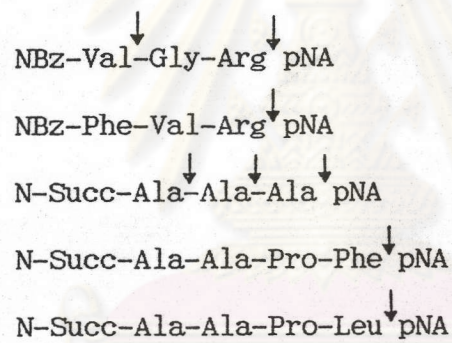 NBz-Val-Gly-Arg pNA
NBz-Phe-Val-Arg pNA
N-Succ-Ala-Ala-Ala pNA
N-Succ-Ala-Ala-Pro-Phe pNA
N-Succ-Ala-Ala-Pro-Leu pNA